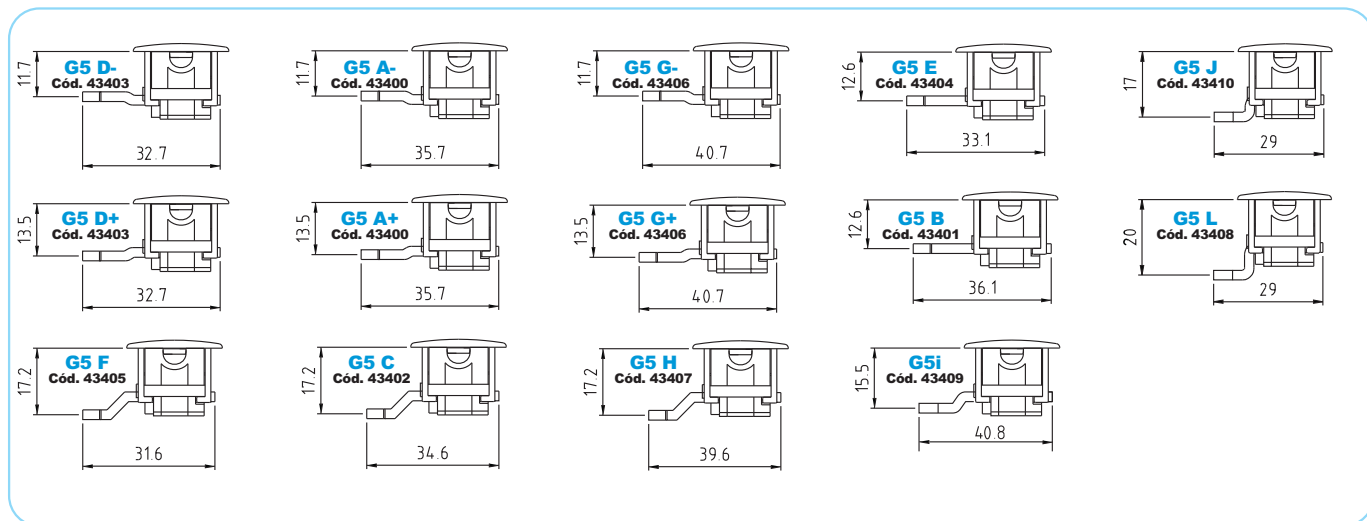 11.7
G5 D-
Cód. 43403
32.7
11.7
G5 A-
Cód. 43400
35.7
11.7
G5 G-
Cód. 43406
40.7
12.6
G5 E
Cód. 43404
33.1
17
G5 J
Cód. 43410
29
13.5
G5 D+
Cód. 43403
32.7
13.5
G5 A+
Cód. 43400
35.7
13.5
G5 G+
Cód. 43406
40.7
12.6
G5 B
Cód. 43401
36.1
20
G5 L
Cód. 43408
29
17.2
G5 F
Cód. 43405
31.6
17.2
G5 C
Cód. 43402
34.6
17.2
G5 H
Cód. 43407
39.6
15.5
G5i
Cód. 43409
40.8